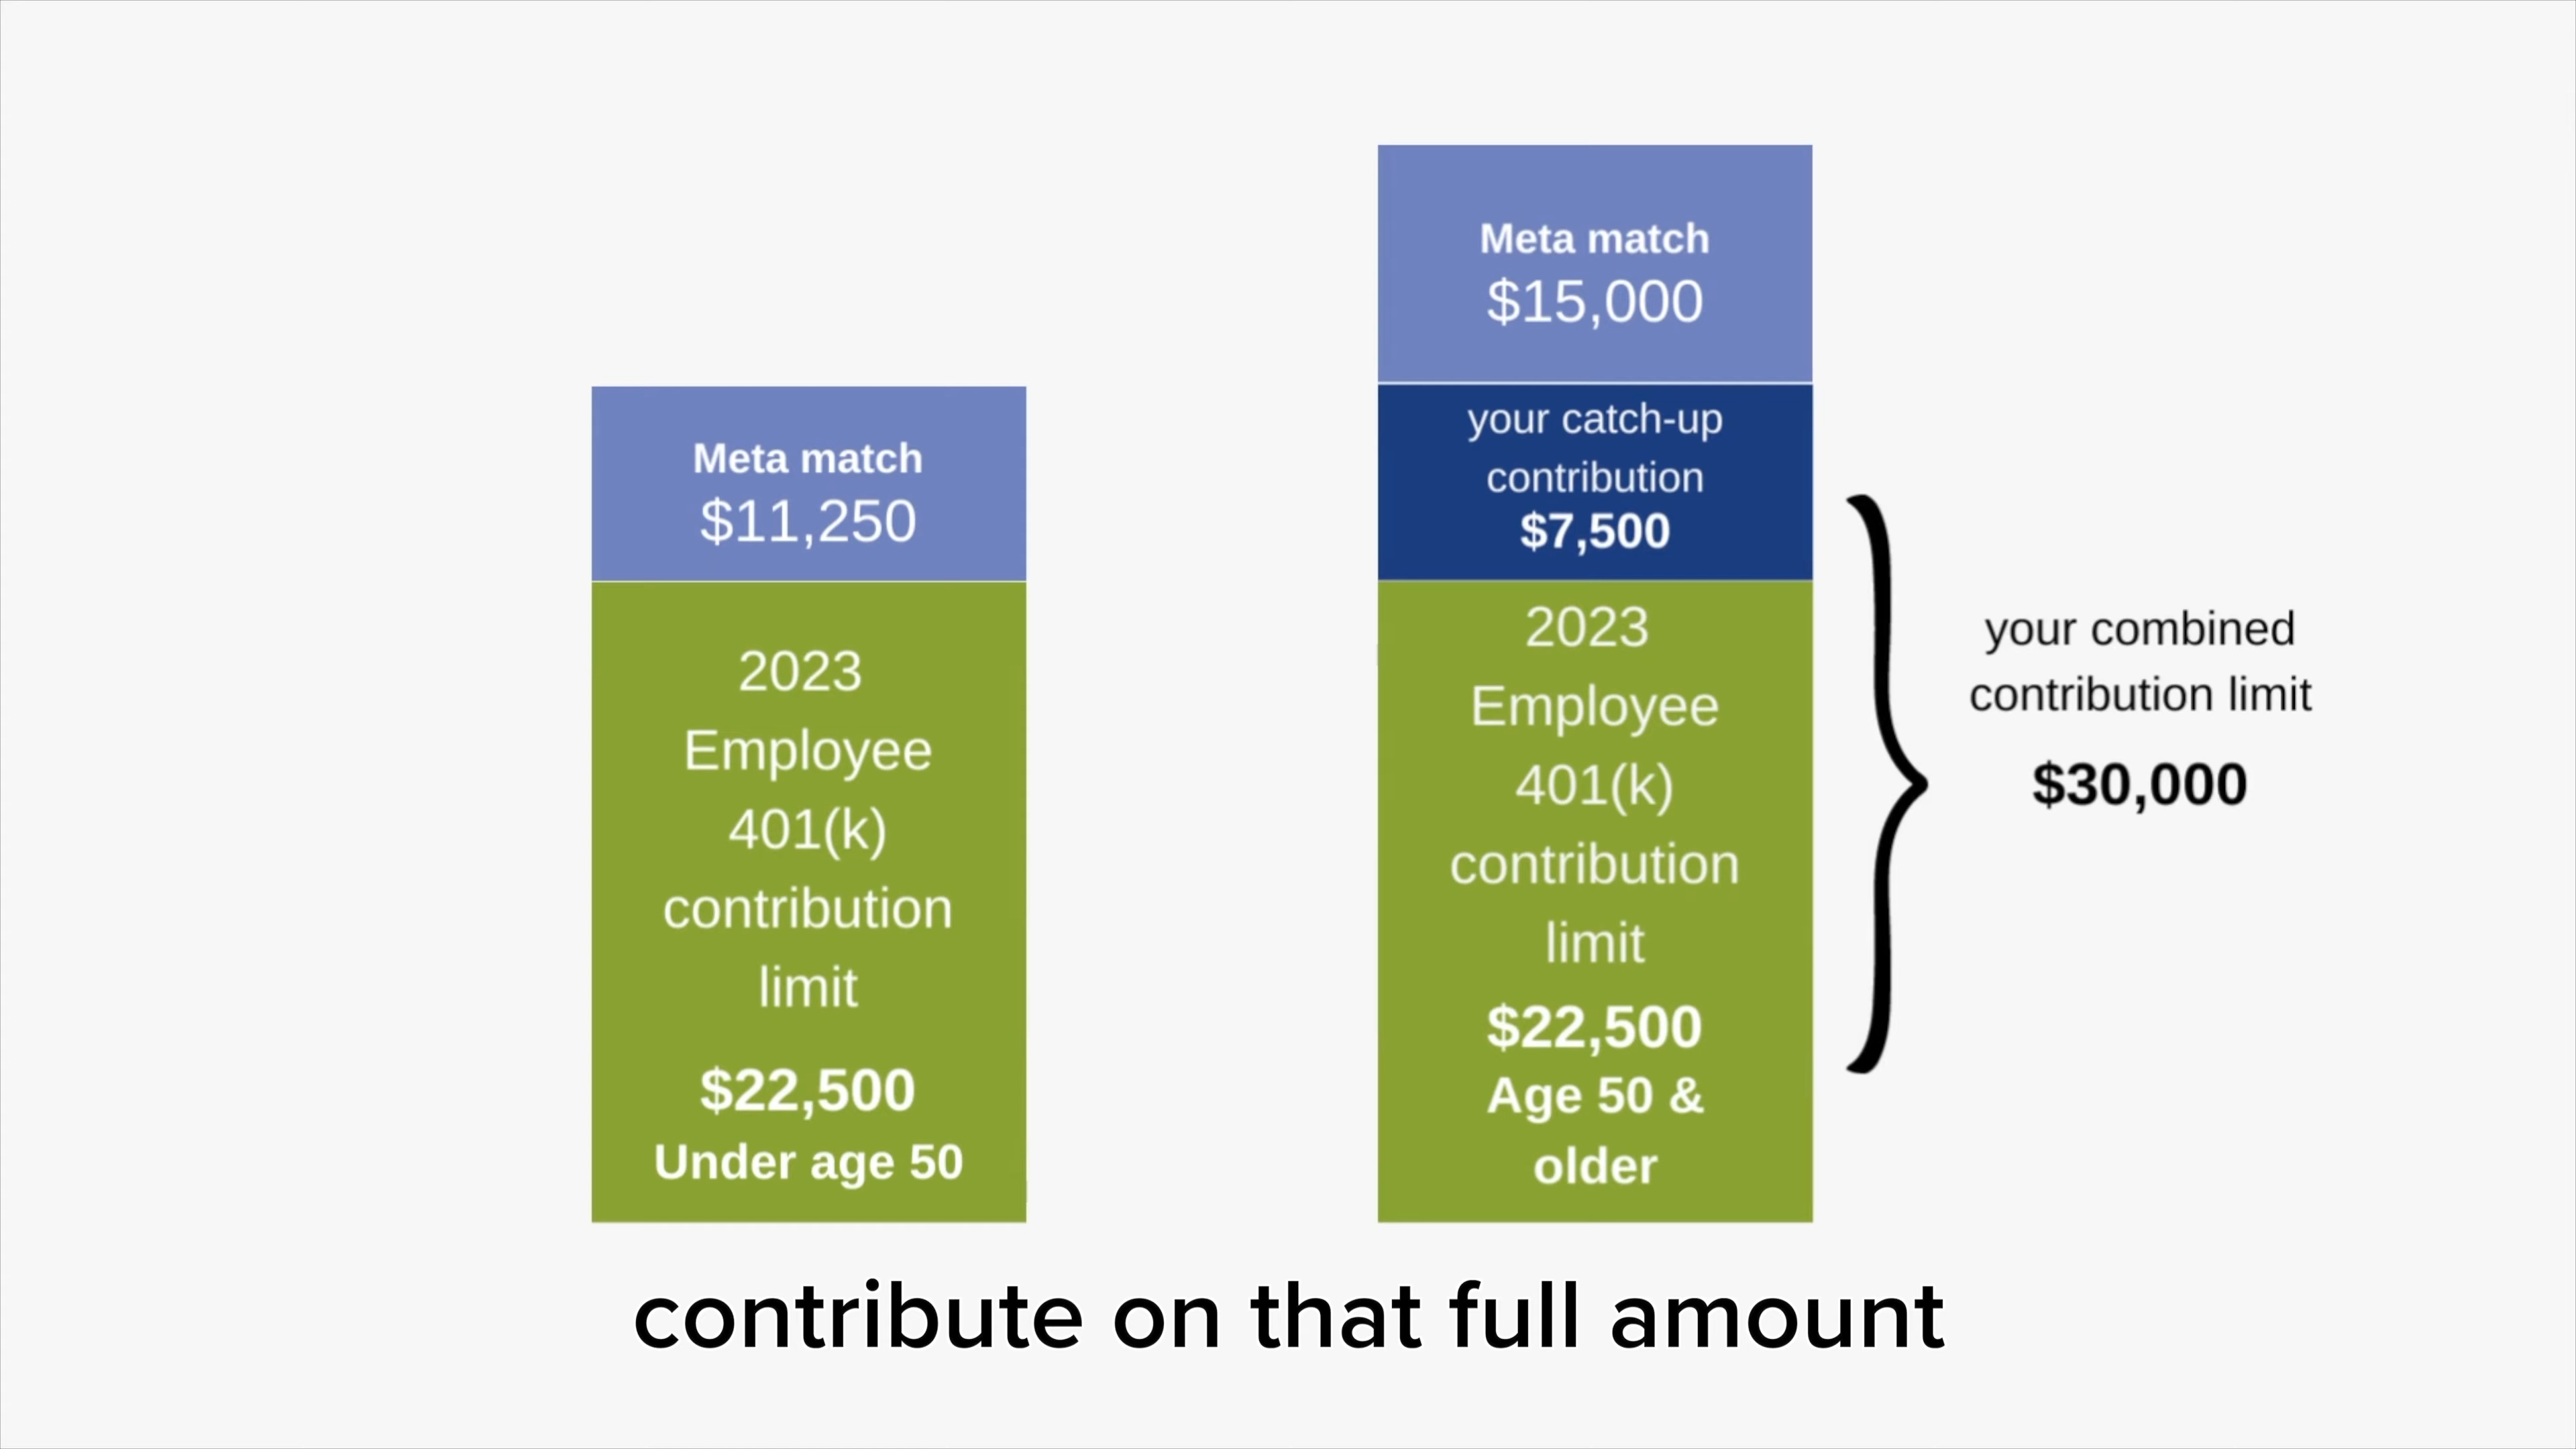 Meta match
$11,250
2023
Employee
401(k)
contribution
limit
$22,500
Under age 50
Meta match
$15,000
your catch-up
contribution
$7,500
2023
Employee
401(k)
contribution
limit
$22,500
Age 50 &
older
your combined
contribution limit
$30,000
contribute on that full amount